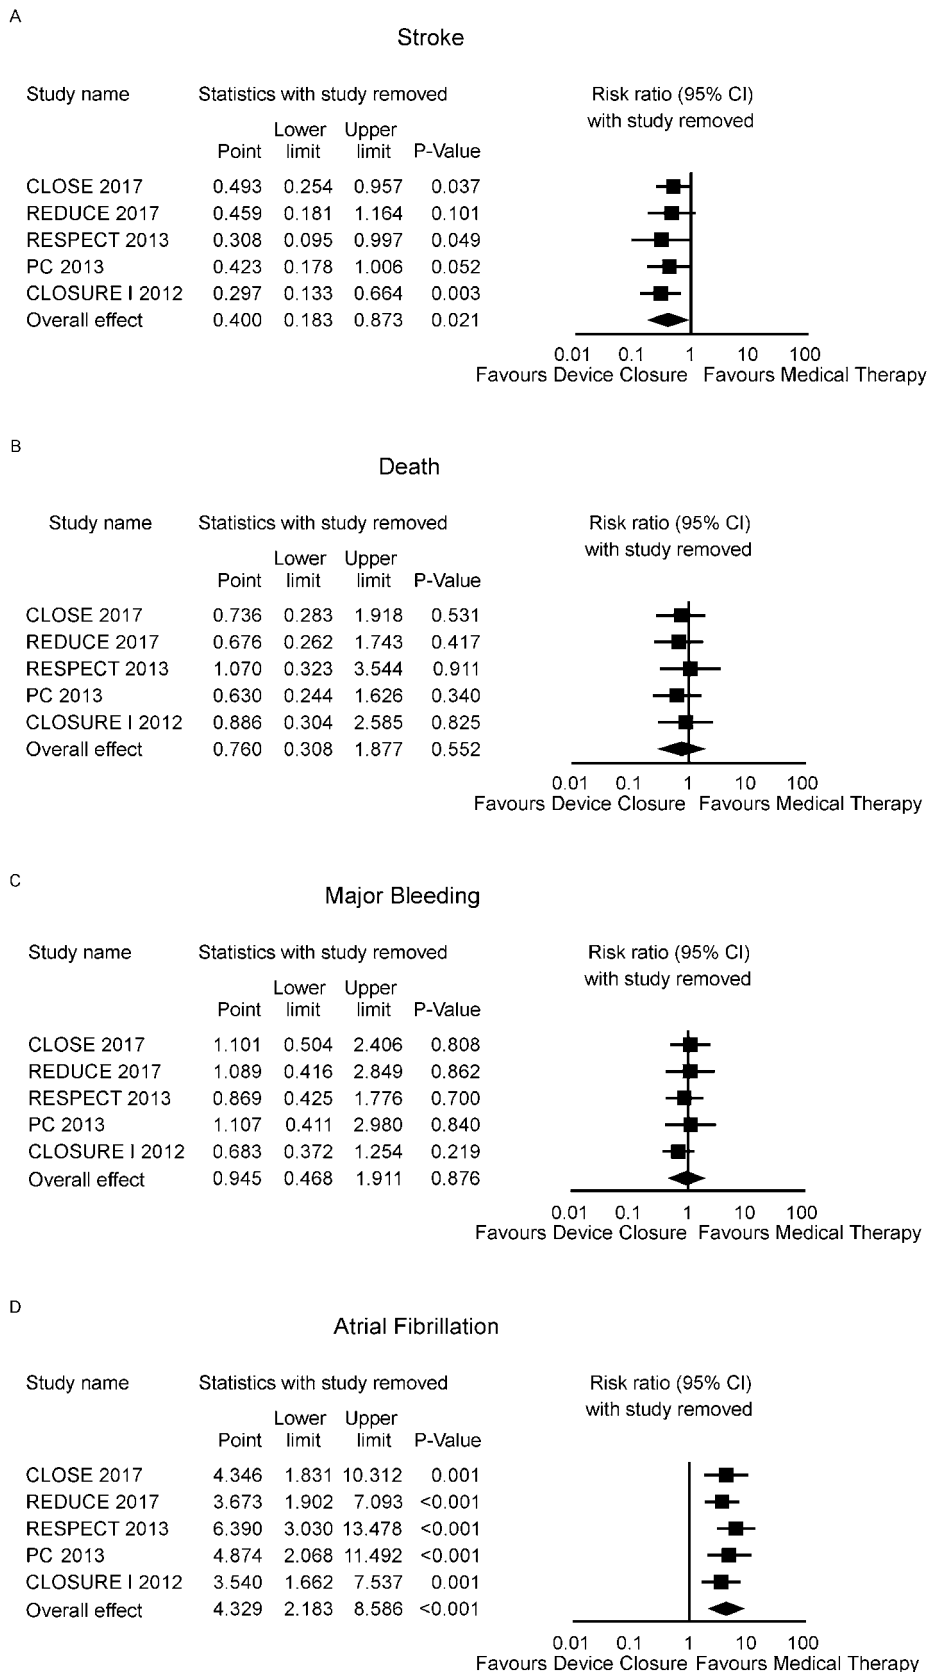 A
Stroke
Study name Statistics with study removed Risk ratio (95% CI)
with study removed
Lower Upper
Point limit limit P-Value
CLOSE 2017 0.493 0.254 0.957 0.037
REDUCE 2017 0.459 0.181 1.164 0.101
RESPECT 2013 0.308 0.095 0.997 0.049
PC 2013 0.423 0.178 1.006 0.052
CLOSURE I 2012 0.297 0.133 0.664 0.003
Overall effect 0.400 0.183 0.873 0.021
0.01 0.1 1 10 100
Favours Device Closure Favours Medical Therapy
B
Death
Study name Statistics with study removed Risk ratio (95% CI)
with study removed
Lower Upper
Point limit limit P-Value
CLOSE 2017 0.736 0.283 1.918 0.531
REDUCE 2017 0.676 0.262 1.743 0.417
RESPECT 2013 1.070 0.323 3.544 0.911
PC 2013 0.630 0.244 1.626 0.340
CLOSURE I 2012 0.886 0.304 2.585 0.825
Overall effect 0.760 0.308 1.877 0.552
0.01 0.1 1 10 100
Favours Device Closure Favours Medical Therapy
C
Major Bleeding
Study name Statistics with study removed Risk ratio (95% CI)
with study removed
Lower Upper
Point limit limit P-Value
CLOSE 2017 1.101 0.504 2.406 0.808
REDUCE 2017 1.089 0.416 2.849 0.862
RESPECT 2013 0.869 0.425 1.776 0.700
PC 2013 1.107 0.411 2.980 0.840
CLOSURE I 2012 0.683 0.372 1.254 0.219
Overall effect 0.945 0.468 1.911 0.876
0.01 0.1 1 10 100
Favours Device Closure Favours Medical Therapy
D
Atrial Fibrillation
Study name Statistics with study removed Risk ratio (95% CI)
with study removed
Lower Upper
Point limit limit P-Value
CLOSE 2017 4.346 1.831 10.312 0.001
REDUCE 2017 3.673 1.902 7.093 <0.001
RESPECT 2013 6.390 3.030 13.478 <0.001
PC 2013 4.874 2.068 11.492 <0.001
CLOSURE I 2012 3.540 1.662 7.537 0.001
Overall effect 4.329 2.183 8.586 <0.001
0.01 0.1 1 10 100
Favours Device Closure Favours Medical Therapy